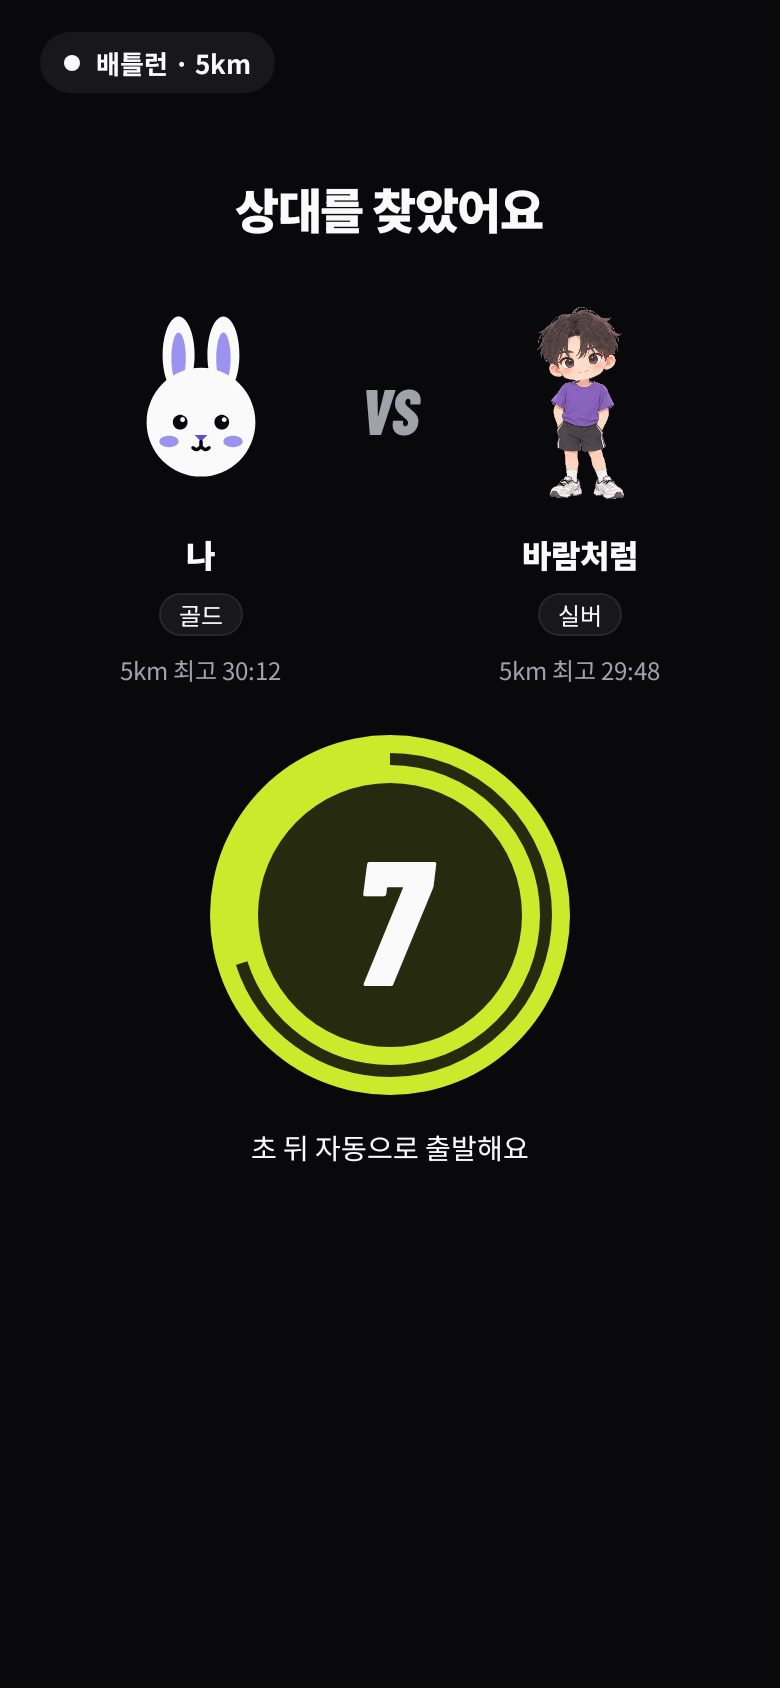 배틀런 · 5km
상대를 찾았어요
VS
나
바람처럼
골드
실버
5km 최고 30:12
5km 최고 29:48
7
초 뒤 자동으로 출발해요